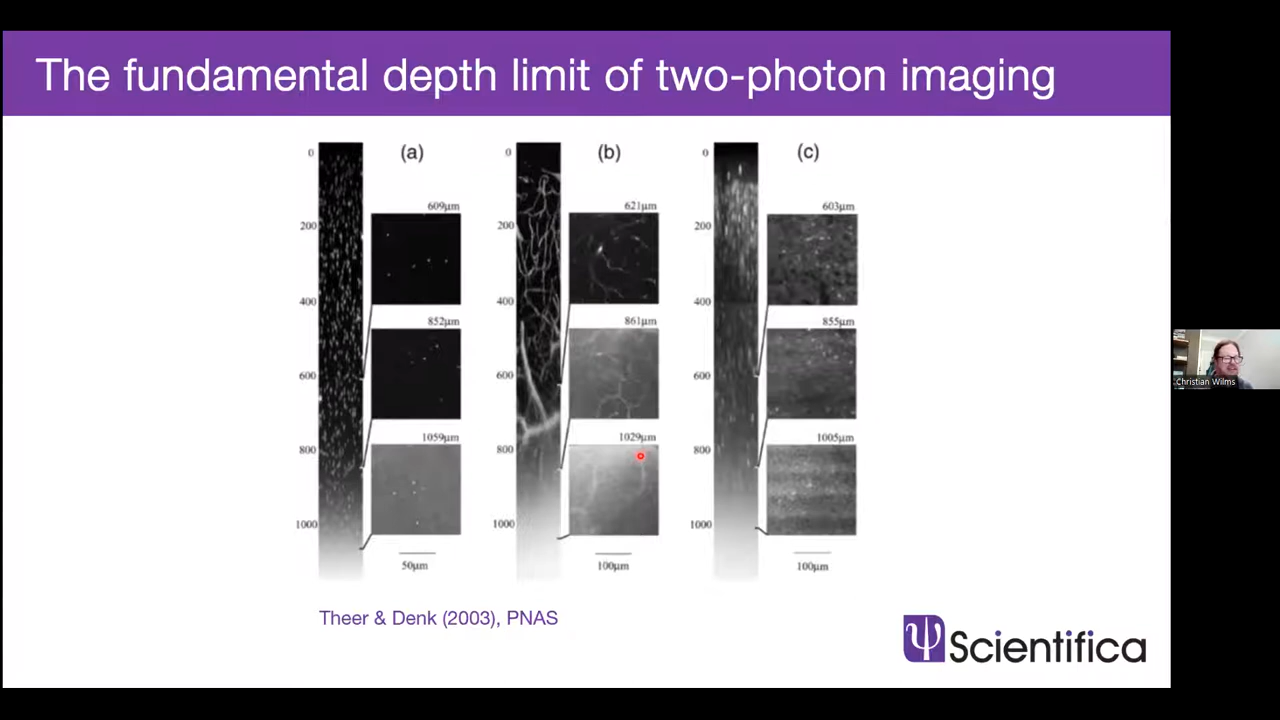 The fundamental depth limit of two-photon imaging
0
(a)
609µm
200
400
852µm
600
1059µm
800
1000
50µm
0
(b)
621µm
200
400
861µm
600
1029µm
800
1000
100µm
0
(c)
603µm
200
400
855µm
600
1005µm
800
1000
100µm
Theer & Denk (2003), PNAS
Scientifica
Christian Wilms